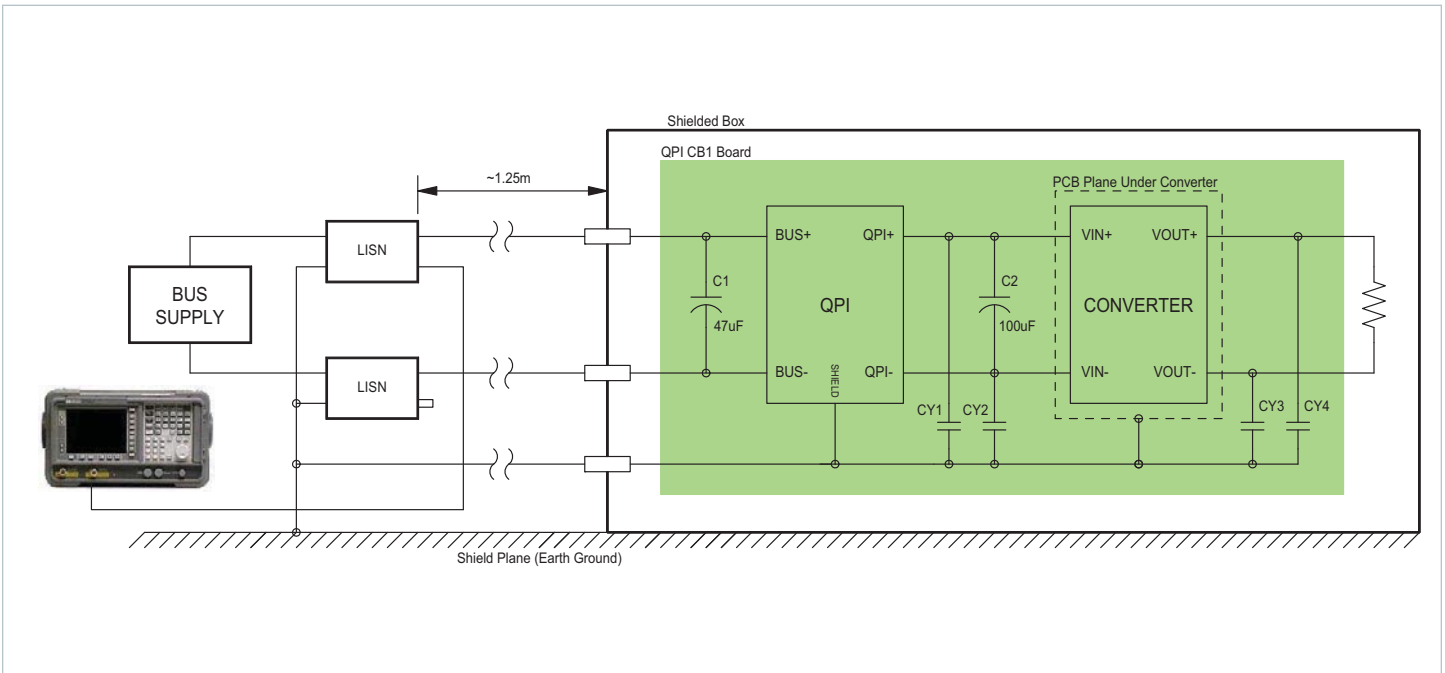 Shielded Box
QPI CB1 Board
~1.25m
PCB Plane Under Converter
LISN
BUS+
QPI+
VIN+
VOUT+
BUS
SUPPLY
C1
47uF
QPI
C2
100uF
CONVERTER
LISN
BUS-
SHIELD
QPI-
VIN-
VOUT-
CY1
CY2
CY3
CY4
Shield Plane (Earth Ground)